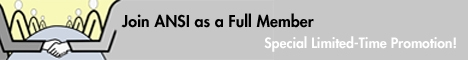 Join ANSI as a Full Member
Special Limited-Time Promotion!